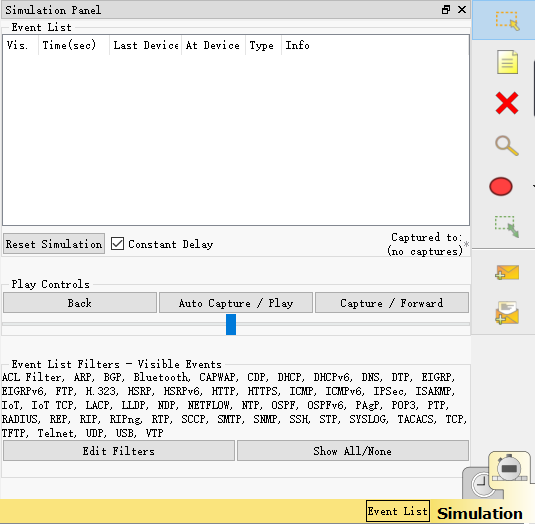 Simulation Panel
Event List
Vis. Time(sec) Last Device At Device Type Info
Reset Simulation Constant Delay Captured to:
(no captures) *
Play Controls
Back Auto Capture / Play Capture / Forward
Event List Filters - Visible Events
ACL Filter, ARP, BGP, Bluetooth, CAPWAP, CDP, DHCP, DHCPv6, DNS, DTP, EIGRP,
EIGRPv6, FTP, H.323, HSRP, HSRPv6, HTTP, HTTPS, ICMP, ICMPv6, IPSec, ISAKMP,
IoT, IoT TCP, LACP, LLDP, NDP, NETFLOW, NTP, OSPF, OSPFv6, PAgP, POP3, PTP,
RADIUS, REP, RIP, RIPng, RTP, SCCP, SMTP, SNMP, SSH, STP, SYSLOG, TACACS, TCP,
TFTP, Telnet, UDP, USB, VTP
Edit Filters Show All/None
Event List Simulation